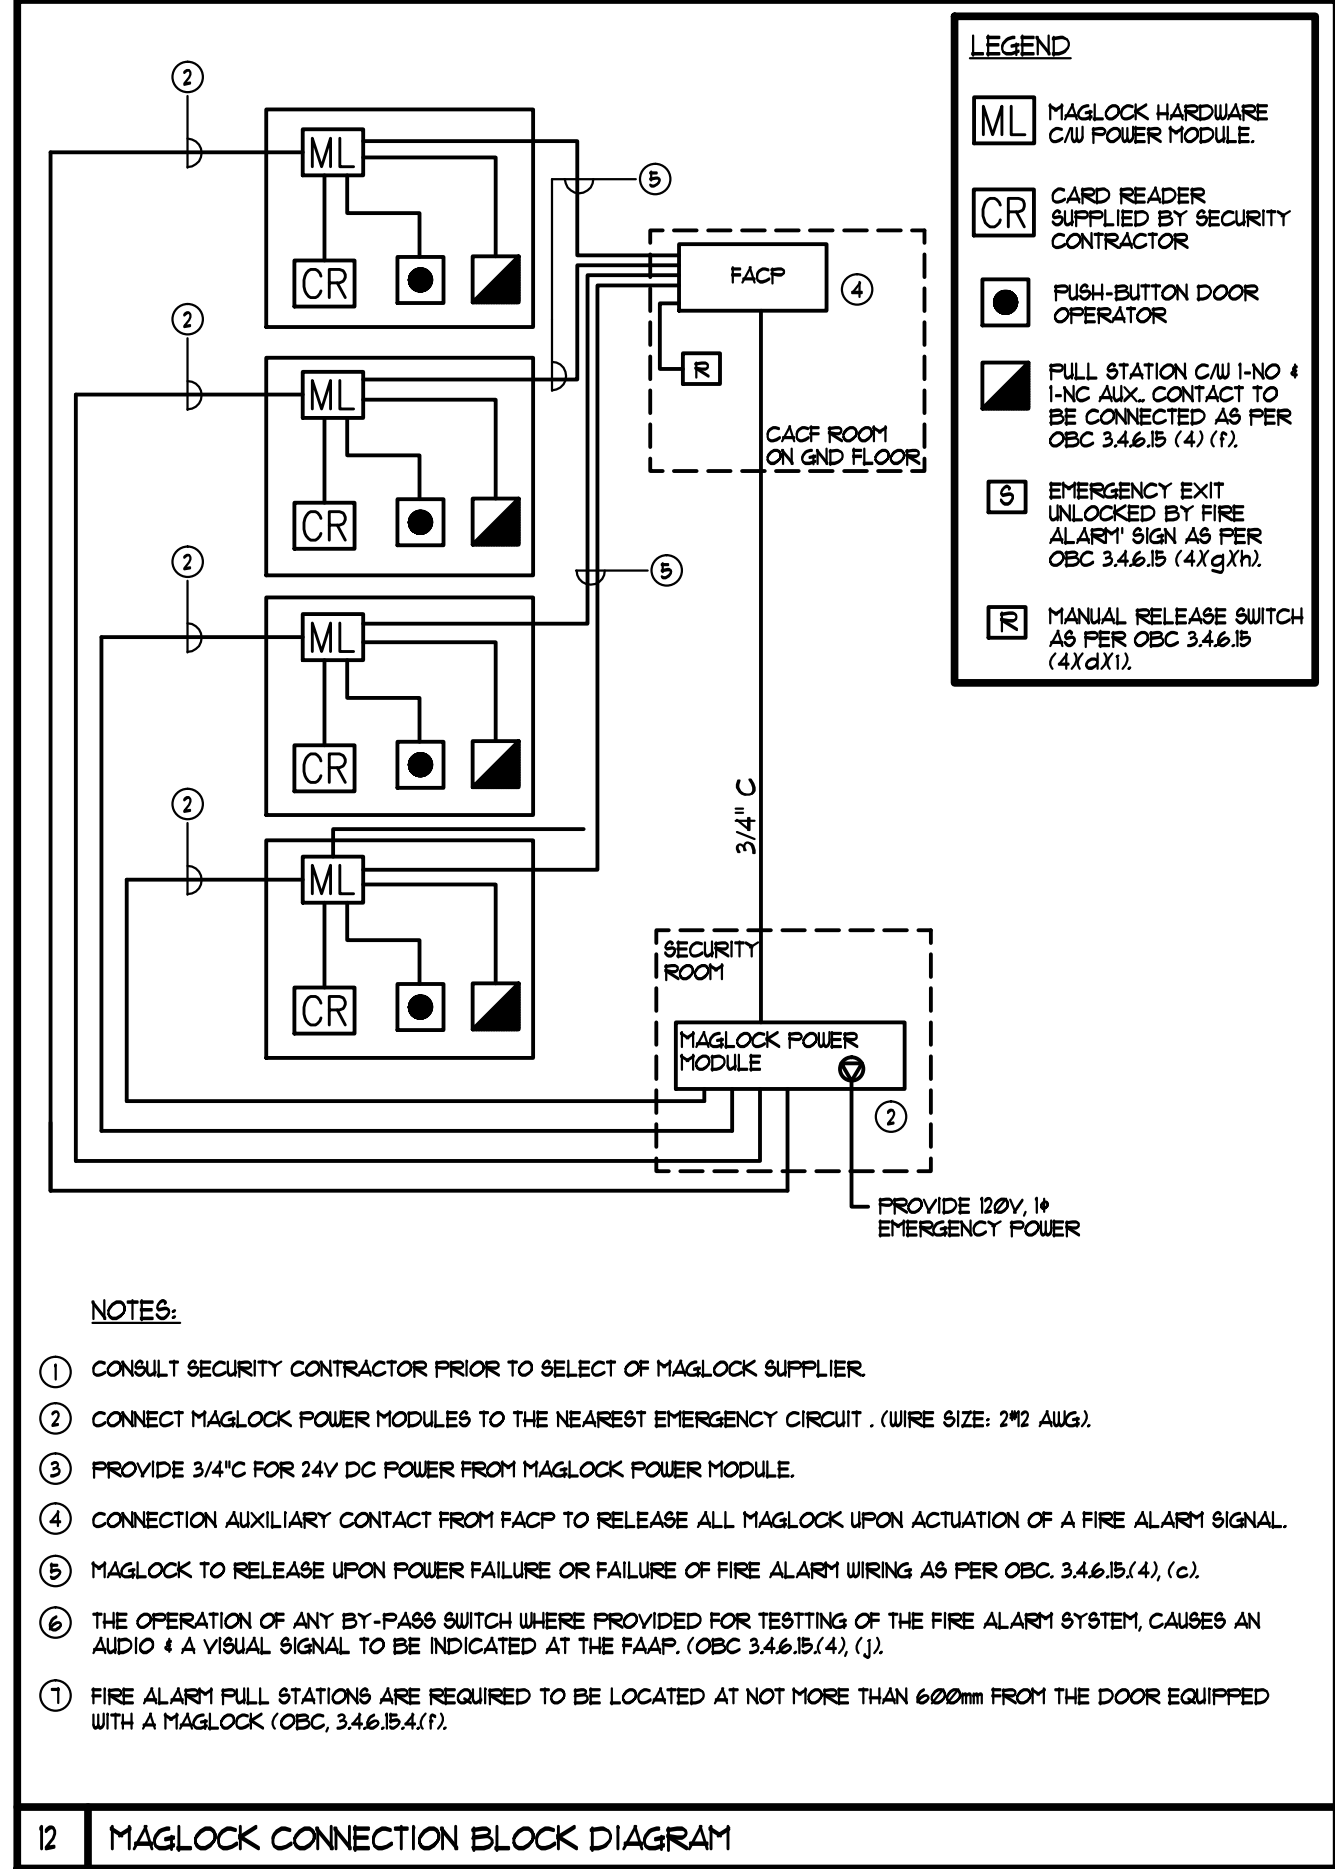 2
ML
CR
5
2
ML
CR
FACP
4
R
CACF ROOM
ON GND FLOOR
2
ML
CR
5
2
ML
CR
3/4" C
SECURITY
ROOM
MAGLOCK POWER
MODULE
2
PROVIDE 120V, 1ϕ
EMERGENCY POWER
LEGEND
ML
MAGLOCK HARDWARE
C/W POWER MODULE.
CR
CARD READER
SUPPLIED BY SECURITY
CONTRACTOR
PUSH-BUTTON DOOR
OPERATOR
PULL STATION C/W 1-NO &
1-NC AUX.. CONTACT TO
BE CONNECTED AS PER
OBC 3.4.6.15 (4) (f).
S
EMERGENCY EXIT
UNLOCKED BY FIRE
ALARM' SIGN AS PER
OBC 3.4.6.15 (4)(g)(h).
R
MANUAL RELEASE SWITCH
AS PER OBC 3.4.6.15
(4)(d)(i).
NOTES:
1 CONSULT SECURITY CONTRACTOR PRIOR TO SELECT OF MAGLOCK SUPPLIER.
2 CONNECT MAGLOCK POWER MODULES TO THE NEAREST EMERGENCY CIRCUIT . (WIRE SIZE: 2#12 AWG).
3 PROVIDE 3/4"C FOR 24V DC POWER FROM MAGLOCK POWER MODULE.
4 CONNECTION AUXILIARY CONTACT FROM FACP TO RELEASE ALL MAGLOCK UPON ACTUATION OF A FIRE ALARM SIGNAL.
5 MAGLOCK TO RELEASE UPON POWER FAILURE OR FAILURE OF FIRE ALARM WIRING AS PER OBC. 3.4.6.15.(4), (c).
6 THE OPERATION OF ANY BY-PASS SWITCH WHERE PROVIDED FOR TESTTING OF THE FIRE ALARM SYSTEM, CAUSES AN
AUDIO & A VISUAL SIGNAL TO BE INDICATED AT THE FAAP. (OBC 3.4.6.15.(4), (j).
7 FIRE ALARM PULL STATIONS ARE REQUIRED TO BE LOCATED AT NOT MORE THAN 600mm FROM THE DOOR EQUIPPED
WITH A MAGLOCK (OBC, 3.4.6.15.4.(f).
12 MAGLOCK CONNECTION BLOCK DIAGRAM